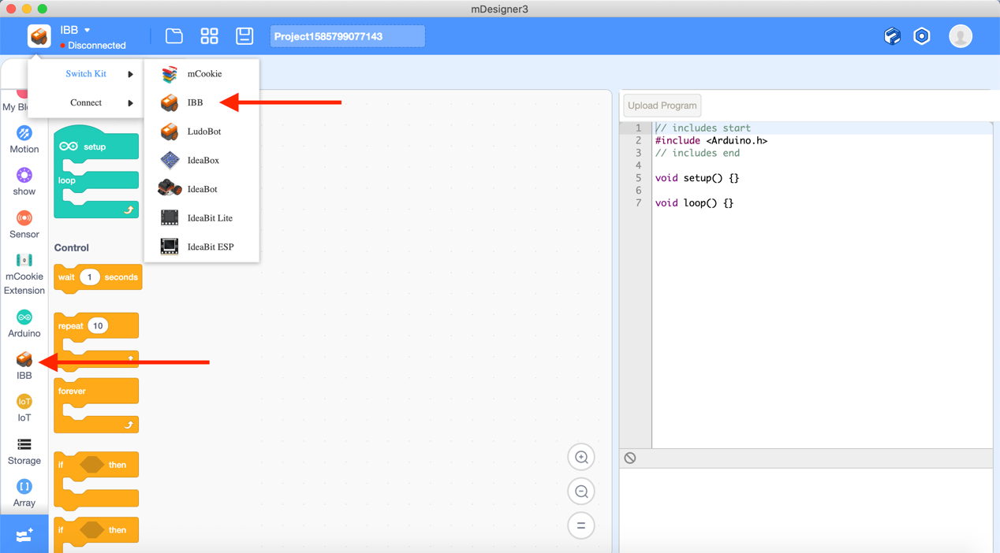 mDesigner3
IBB
Disconnected
Project1585799077143
Switch Kit
Connect
mCookie
IBB
LudoBot
IdeaBox
IdeaBot
IdeaBit Lite
IdeaBit ESP
My Bl
Motion
show
Sensor
mCookie
Extension
Arduino
IBB
IoT
IoT
Storage
Array
setup
loop
Control
wait 1 seconds
repeat 10
forever
if then
if then
Upload Program
1 // includes start
2 #include <Arduino.h>
3 // includes end
4
5 void setup() {}
6
7 void loop() {}